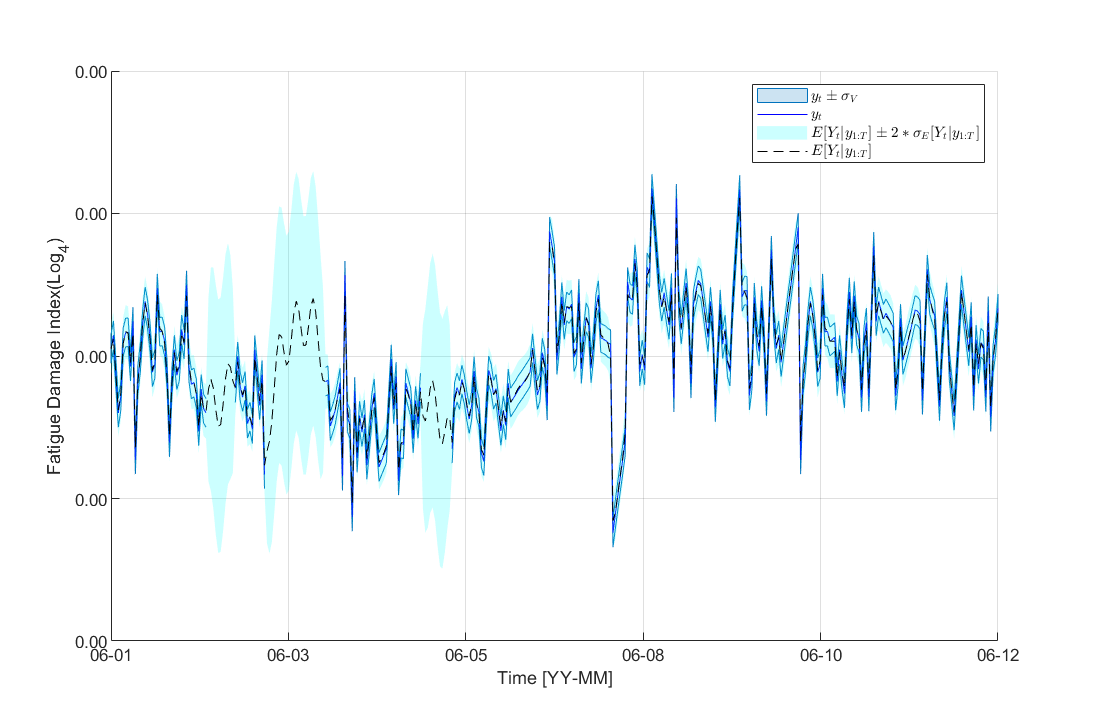 0.00
0.00
0.00
0.00
0.00
Fatigue Damage Index(Log₄)
06-01
06-03
06-05
06-08
06-10
06-12
Time [YY-MM]
yₜ ± σ_V
yₜ
E[Yₜ|y₁:T] ± 2 * σ_E[Yₜ|y₁:T]
E[Yₜ|y₁:T]